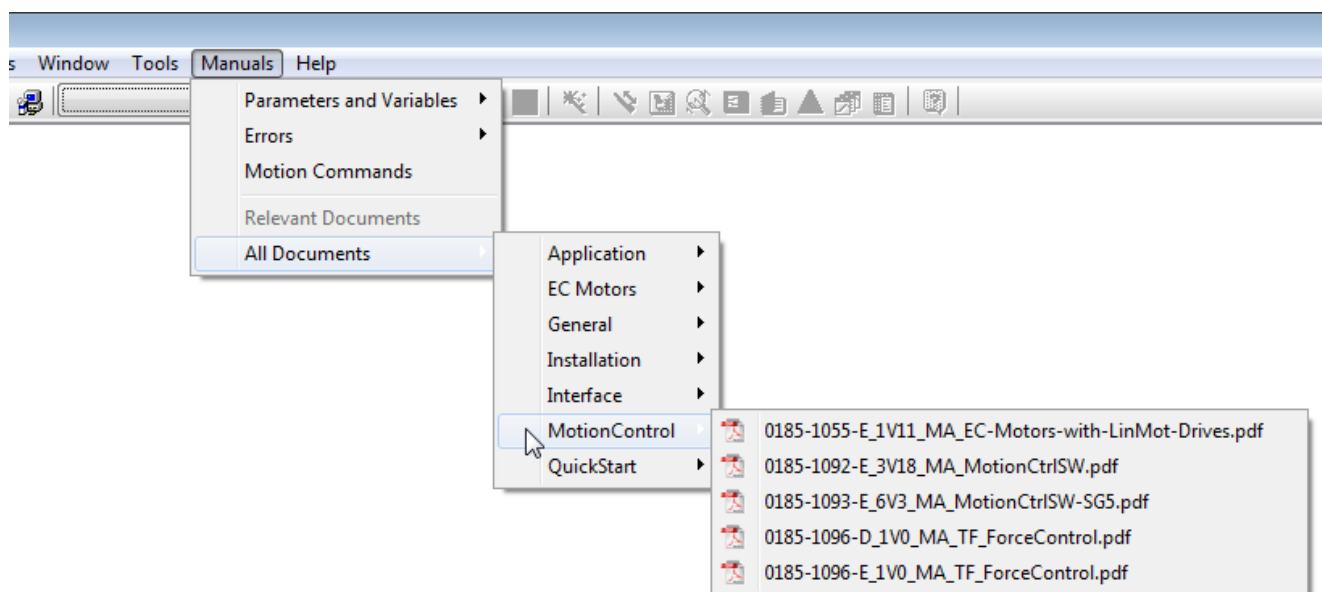 s Window Tools Manuals Help
Parameters and Variables
Errors
Motion Commands
Relevant Documents
All Documents
Application
EC Motors
General
Installation
Interface
MotionControl
QuickStart
0185-1055-E_1V11_MA_EC-Motors-with-LinMot-Drives.pdf
0185-1092-E_3V18_MA_MotionCtrlSW.pdf
0185-1093-E_6V3_MA_MotionCtrlSW-SG5.pdf
0185-1096-D_1V0_MA_TF_ForceControl.pdf
0185-1096-E_1V0_MA_TF_ForceControl.pdf